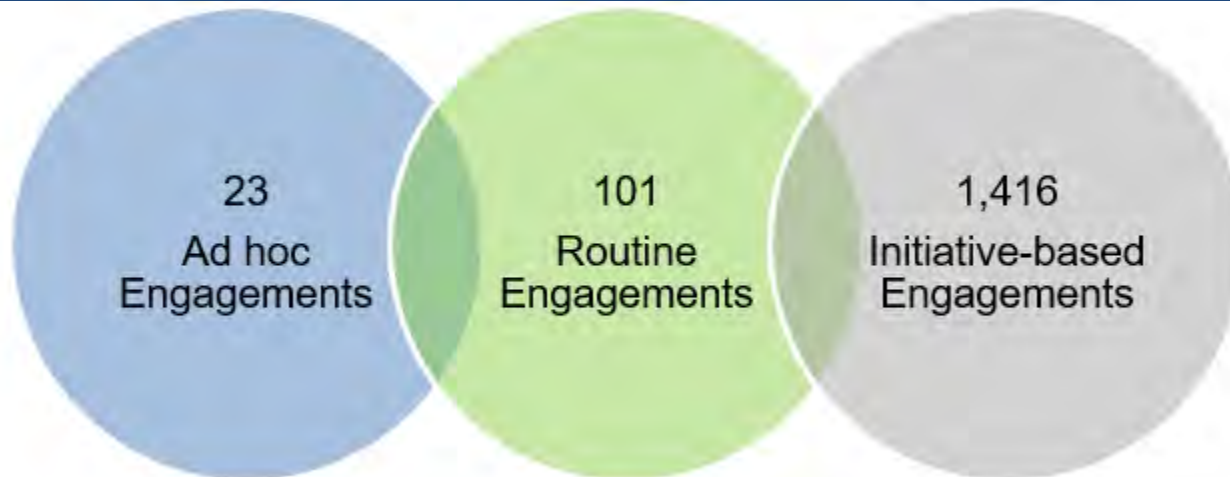 23
Ad hoc
Engagements
101
Routine
Engagements
1,416
Initiative-based
Engagements